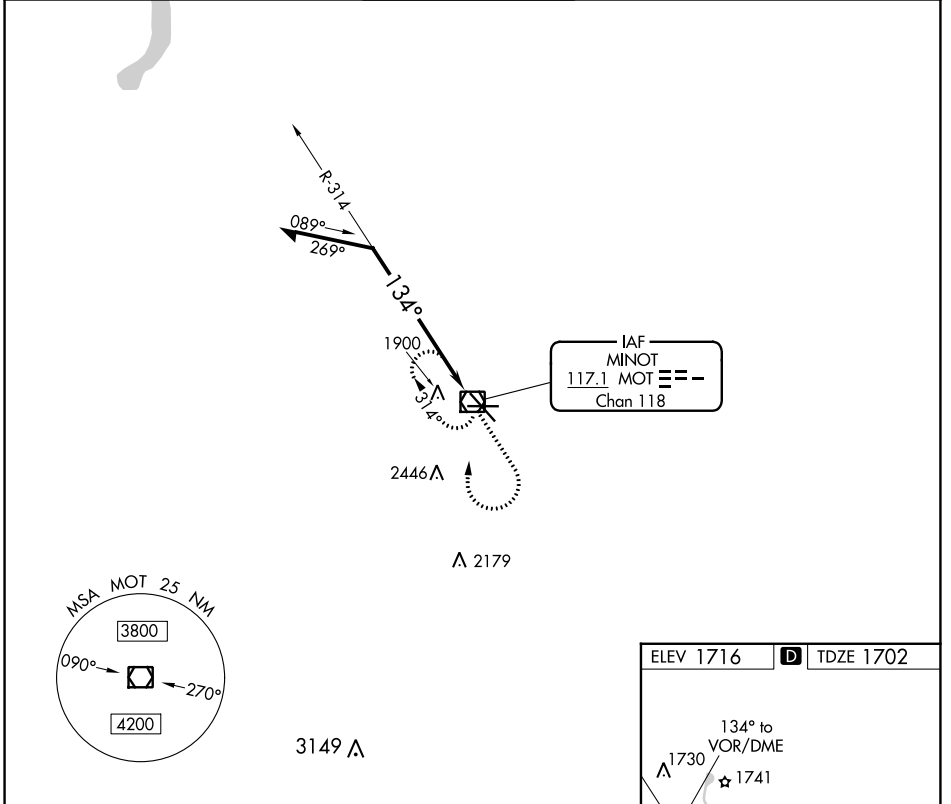 R-314
089°
269°
134°
1900
314°
IAF
MINOT
117.1 MOT
Chan 118
2446
2179
MSA MOT 25 NM
3800
090°
270°
4200
3149
ELEV 1716 D TDZE 1702
134° to
VOR/DME
1730
1741